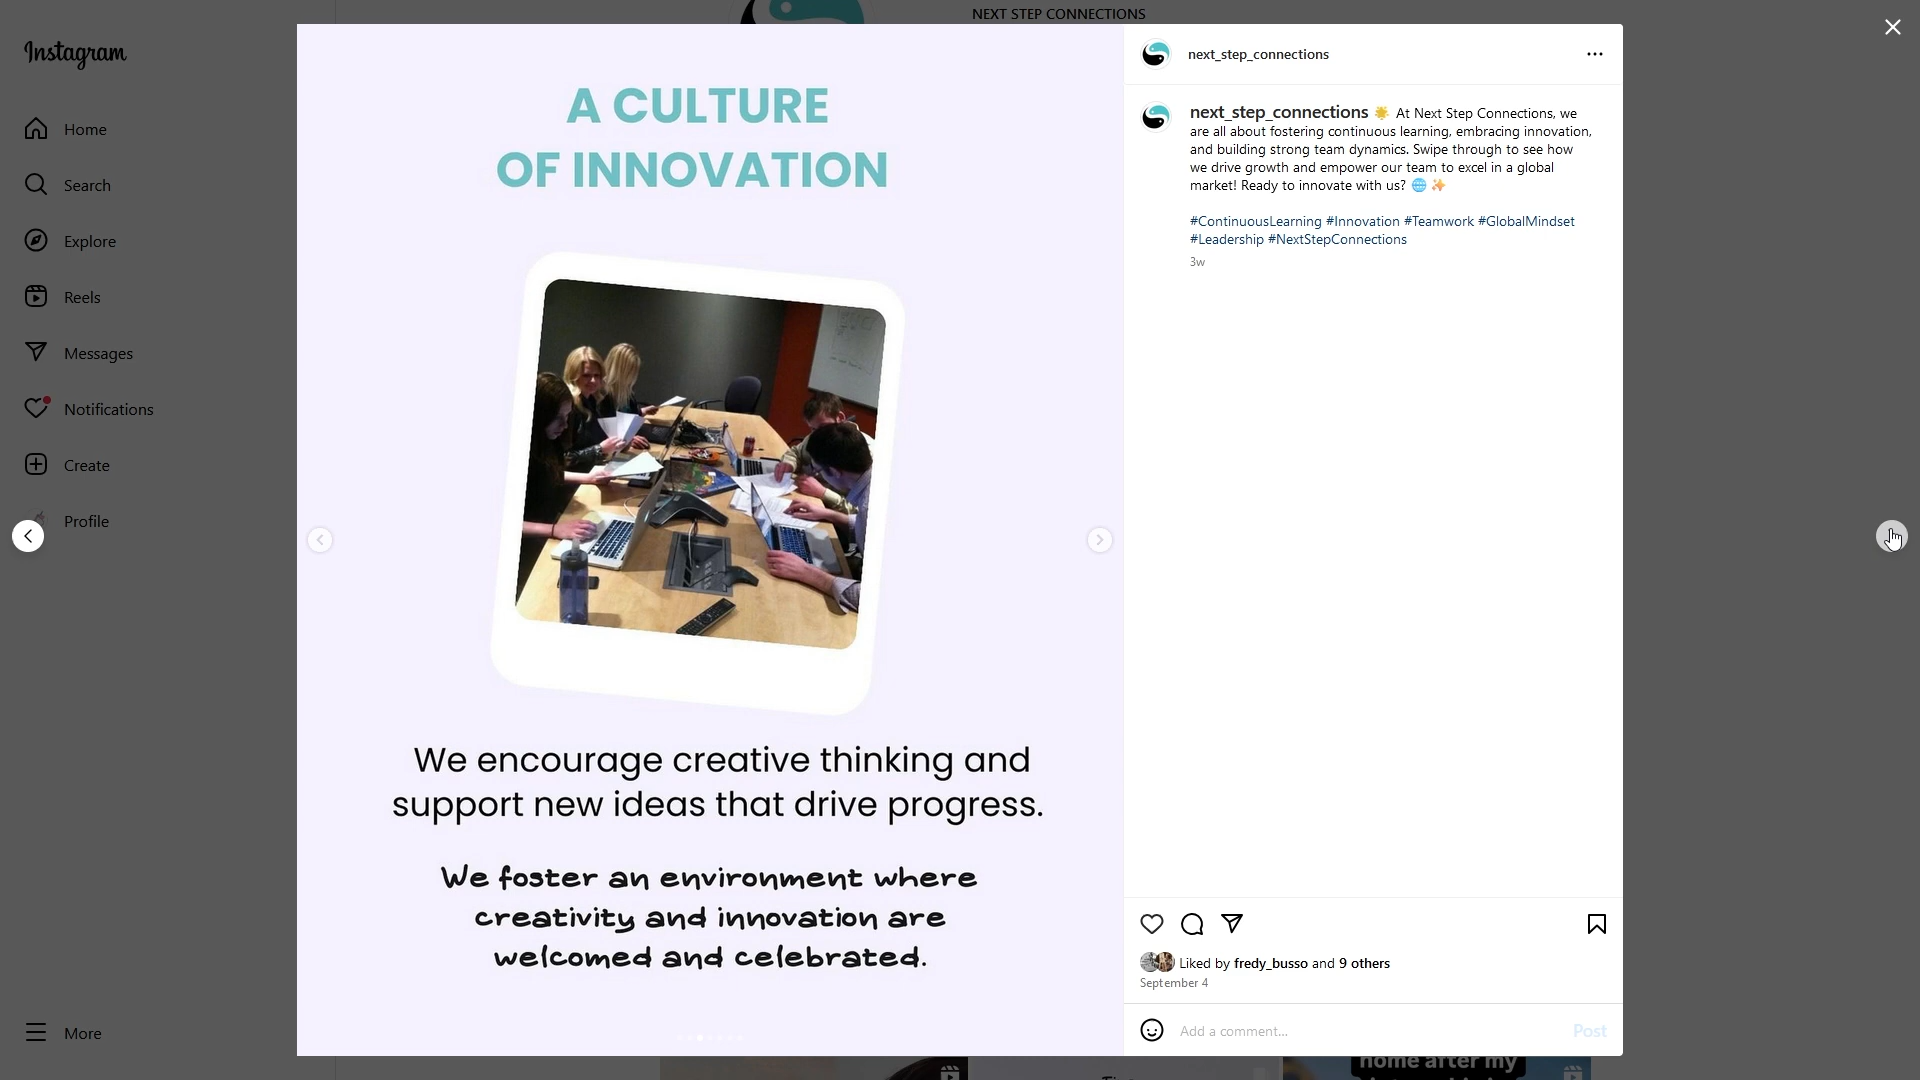 NEXT STEP CONNECTIONS
Instagram
Home
Search
Explore
Reels
Messages
Notifications
Create
Profile
More
A CULTURE
OF INNOVATION
We encourage creative thinking and
support new ideas that drive progress.
We foster an environment where
creativity and innovation are
welcomed and celebrated.
next_step_connections
next_step_connections 🌟 At Next Step Connections, we
are all about fostering continuous learning, embracing innovation,
and building strong team dynamics. Swipe through to see how
we drive growth and empower our team to excel in a global
market! Ready to innovate with us? 🌐 ✨
#ContinuousLearning #Innovation #Teamwork #GlobalMindset
#Leadership #NextStepConnections
3w
Liked by fredy_busso and 9 others
September 4
Add a comment...
Post
home after my